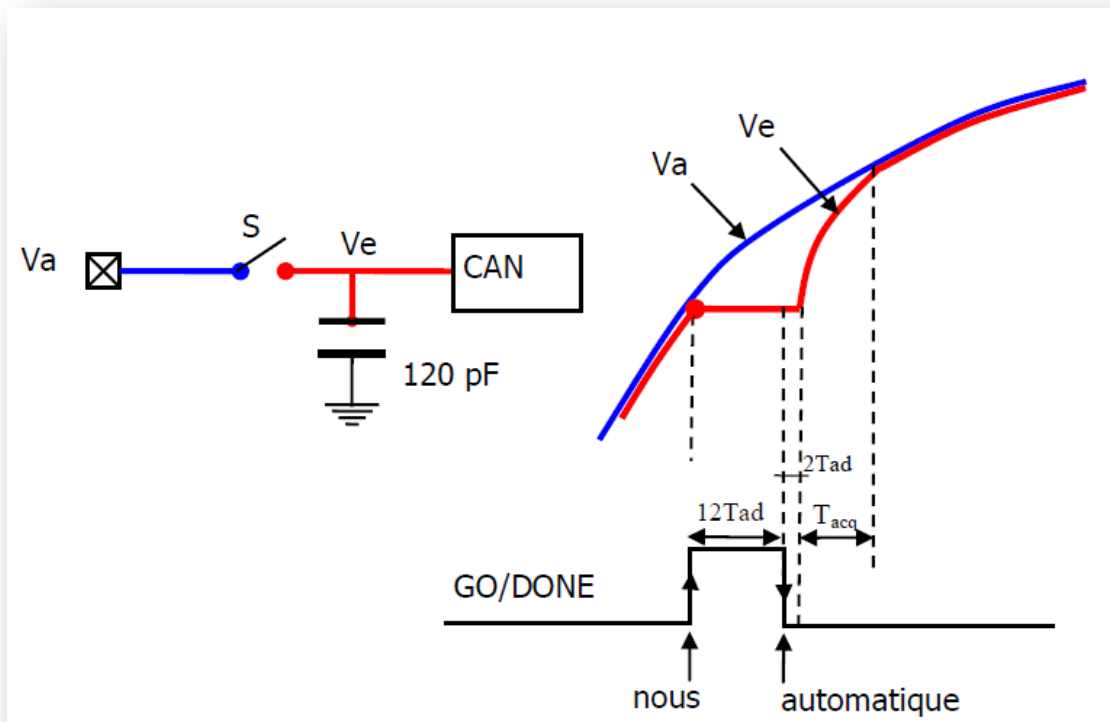 Va
S
Ve
CAN
120 pF
Va
Ve
2Tad
12Tad
Tacq
GO/DONE
nous
automatique